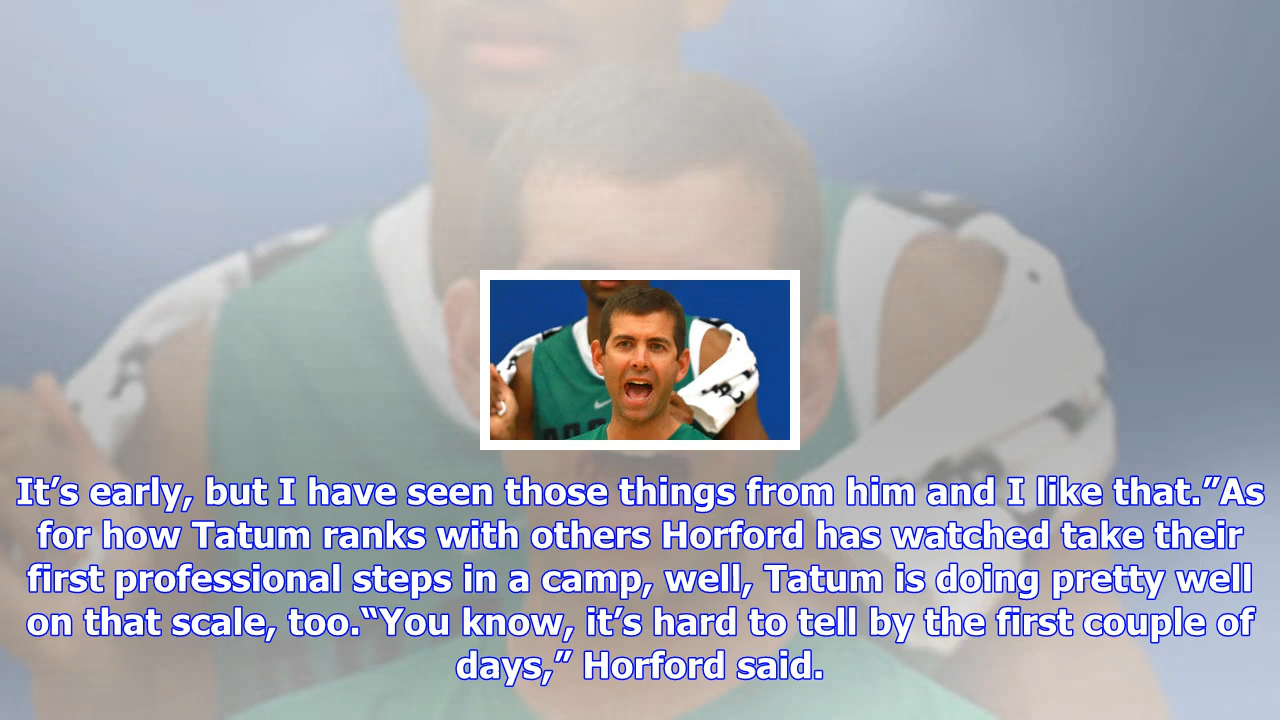 It’s early, but I have seen those things from him and I like that.”As
for how Tatum ranks with others Horford has watched take their
first professional steps in a camp, well, Tatum is doing pretty well
on that scale, too.“You know, it’s hard to tell by the first couple of
days,” Horford said.